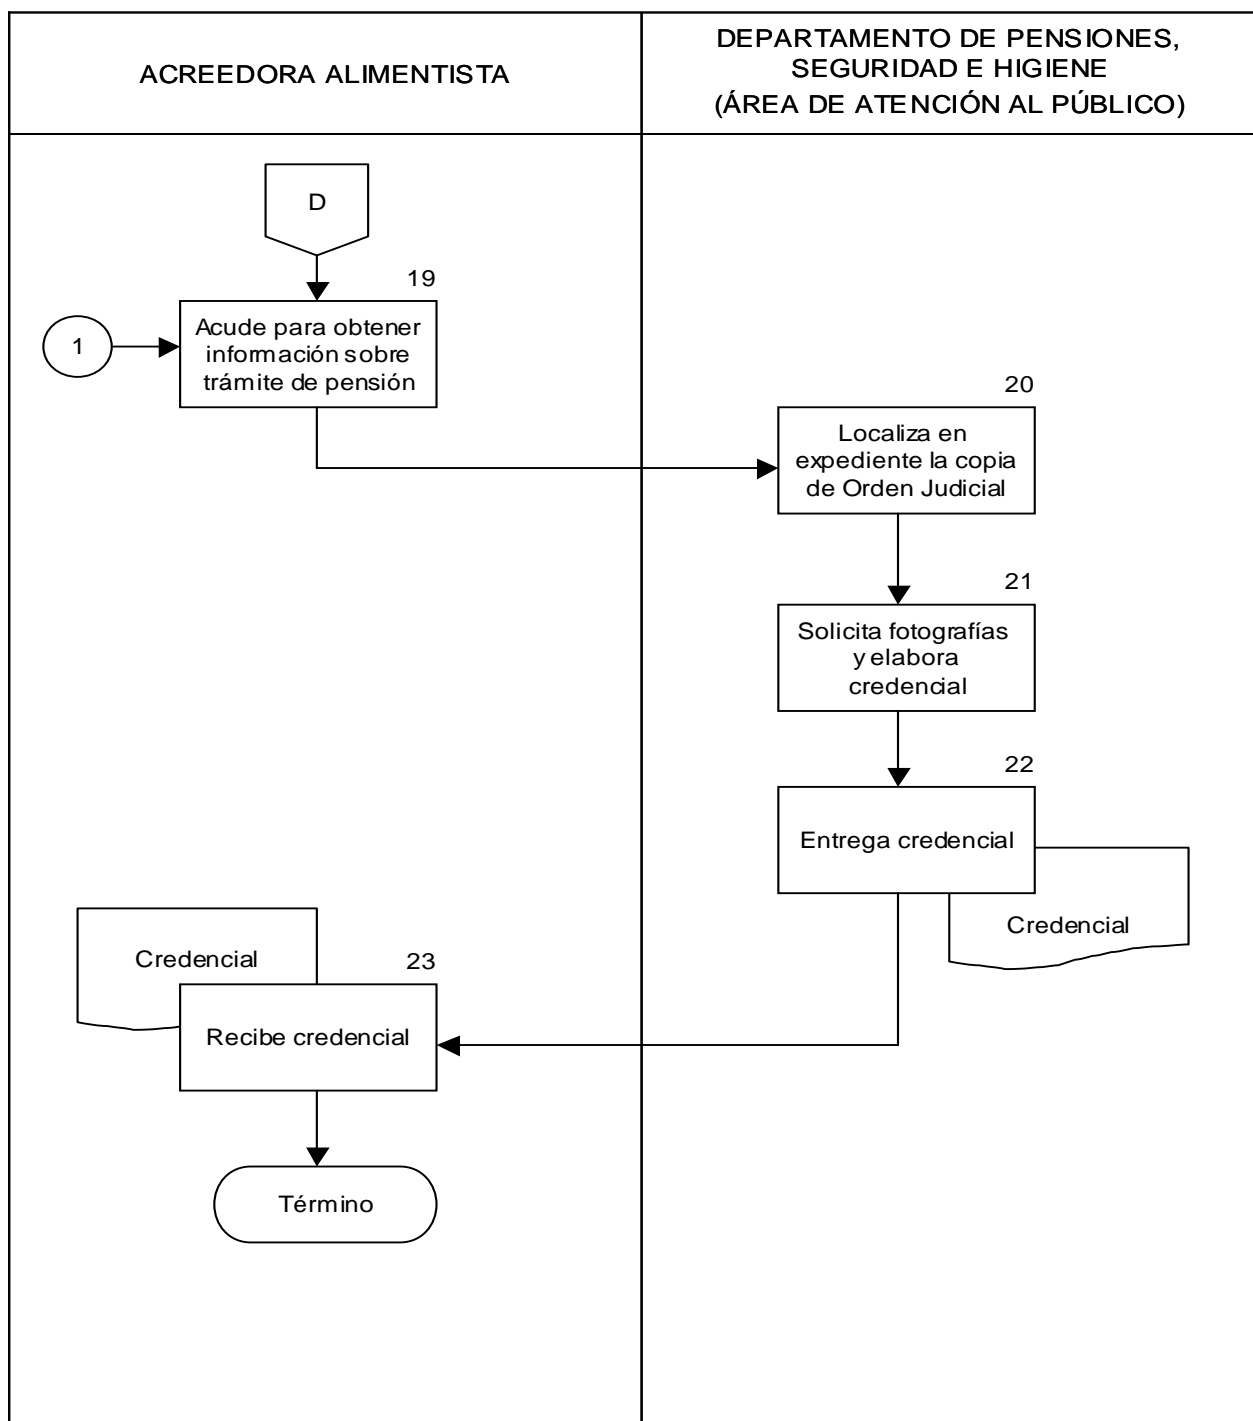 ACREEDORA ALIMENTISTA
DEPARTAMENTO DE PENSIONES,
SEGURIDAD E HIGIENE
(ÁREA DE ATENCIÓN AL PÚBLICO)
D
19
1
Acude para obtener
información sobre
trámite de pensión
20
Localiza en
expediente la copia
de Orden Judicial
21
Solicita fotografías
y elabora
credencial
22
Entrega credencial
Credencial
Credencial
23
Recibe credencial
Término